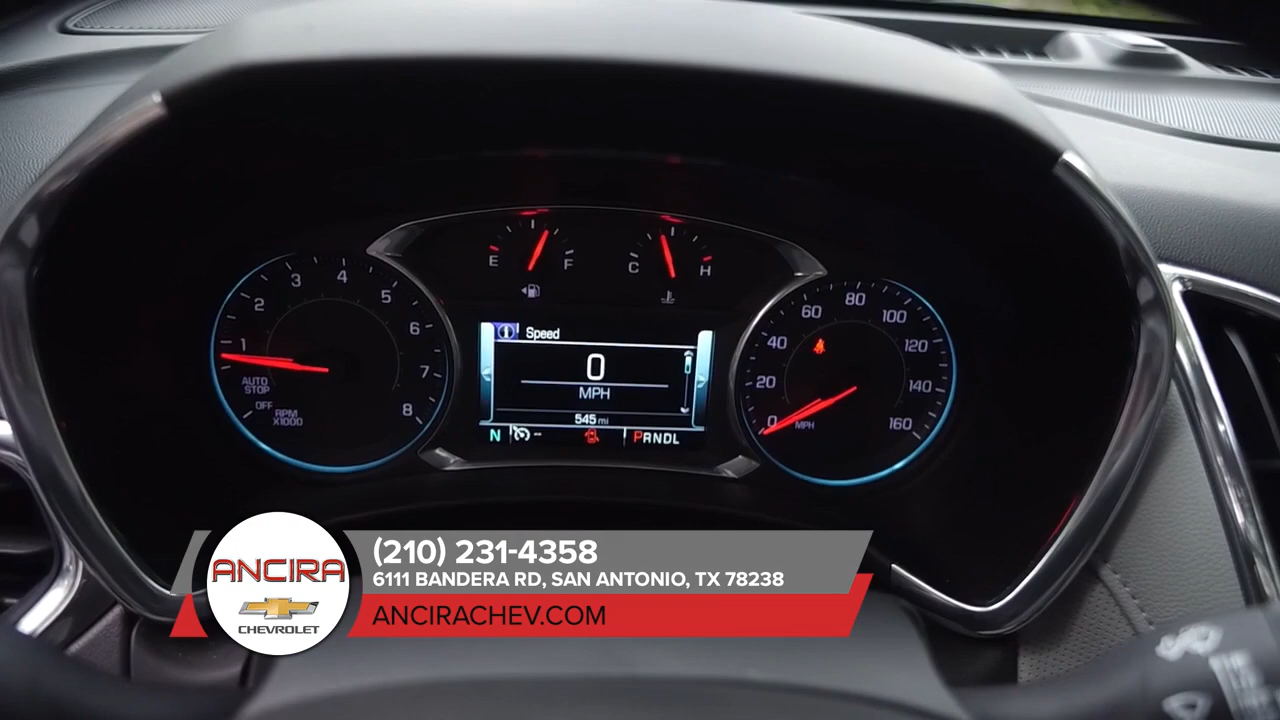 E F
C H
1 2 3 4 5 6 7 8
AUTO
STOP
OFF
RPM
X1000
Speed
0
MPH
545 mi
N --
PRNDL
0 20 40 60 80 100 120 140 160
MPH
ANCIRA
CHEVROLET
(210) 231-4358
6111 BANDERA RD, SAN ANTONIO, TX 78238
ANCIRACHEV.COM